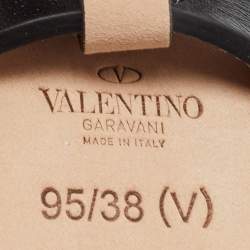 V
VALENTINO
GARAVANI
MADE IN ITALY
95/38 (V)